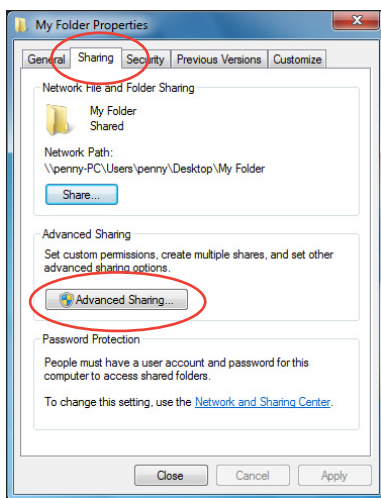 My Folder Properties
General Sharing Security Previous Versions Customize
Network File and Folder Sharing
My Folder
Shared
Network Path:
\\penny-PC\Users\penny\Desktop\My Folder
Share...
Advanced Sharing
Set custom permissions, create multiple shares, and set other
advanced sharing options.
Advanced Sharing...
Password Protection
People must have a user account and password for this
computer to access shared folders.
To change this setting, use the Network and Sharing Center.
Close Cancel Apply